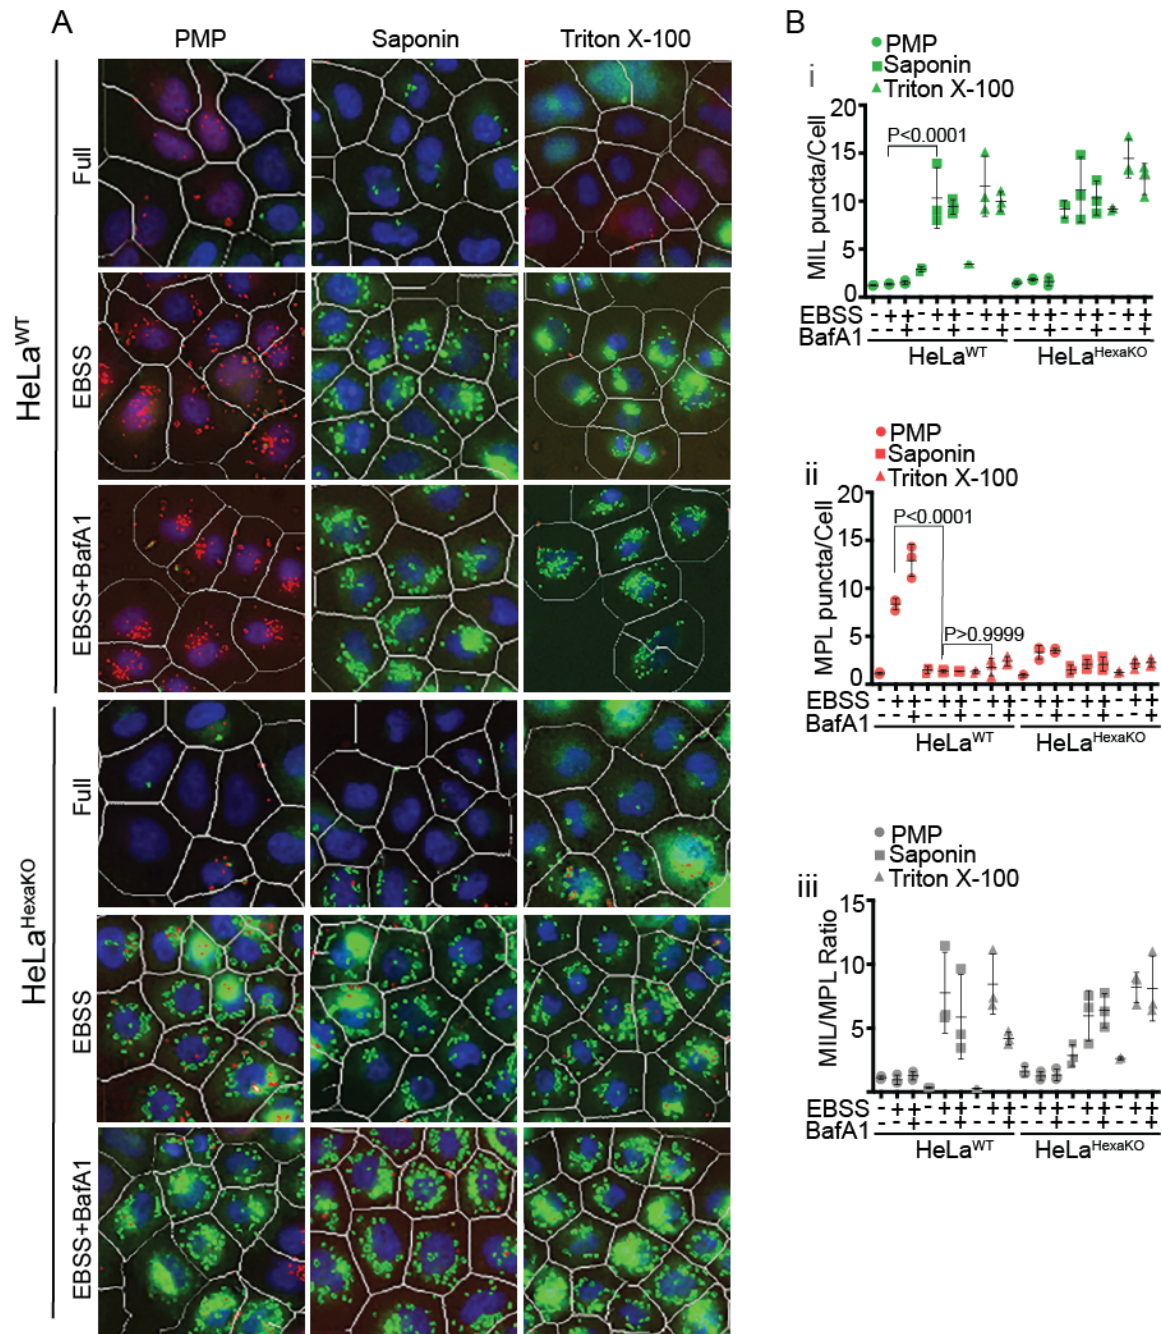 A
PMP
Saponin
Triton X-100
HeLaWT
Full
EBSS
EBSS+BafA1
HeLaHexaKO
Full
EBSS
EBSS+BafA1
B
i
PMP
Saponin
Triton X-100
MIL puncta/Cell
20
15
10
5
0
P<0.0001
EBSS - + + - + + - + + - + + - + + - + +
BafA1 - - + - - + - - + - - + - - + - - +
HeLaWT
HeLaHexaKO
ii
PMP
Saponin
Triton X-100
MPL puncta/Cell
20
15
10
5
0
P<0.0001
P>0.9999
EBSS - + + - + + - + + - + + - + + - + +
BafA1 - - + - - + - - + - - + - - + - - +
HeLaWT
HeLaHexaKO
iii
PMP
Saponin
Triton X-100
MIL/MPL Ratio
15
10
5
EBSS - + + - + + - + + - + + - + + - + +
BafA1 - - + - - + - - + - - + - - + - - +
HeLaWT
HeLaHexaKO